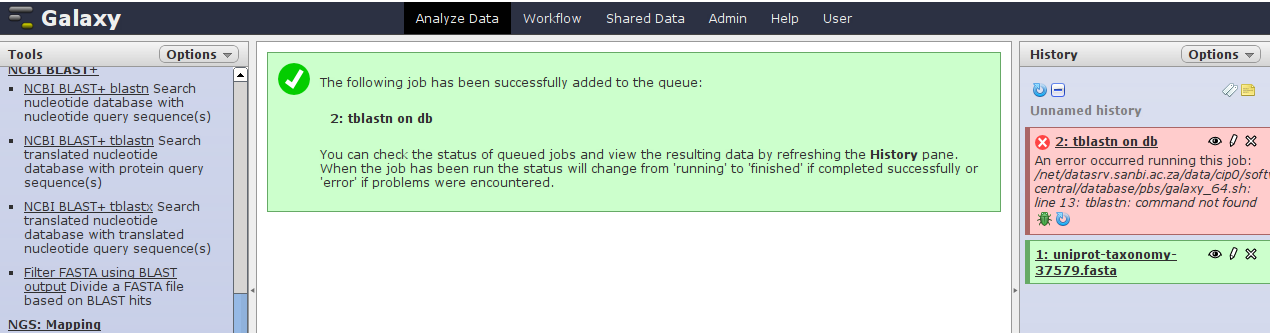 Galaxy
Analyze Data Workflow Shared Data Admin Help User
Tools Options
NCBI BLAST+
NCBI BLAST+ blastn Search
nucleotide database with
nucleotide query sequence(s)
NCBI BLAST+ tblastn Search
translated nucleotide
database with protein query
sequence(s)
NCBI BLAST+ tblastx Search
translated nucleotide
database with translated
nucleotide query sequence(s)
Filter FASTA using BLAST
output Divide a FASTA file
based on BLAST hits
NGS: Mapping
The following job has been successfully added to the queue:
2: tblastn on db
You can check the status of queued jobs and view the resulting data by refreshing the History pane.
When the job has been run the status will change from 'running' to 'finished' if completed successfully or
'error' if problems were encountered.
History Options
Unnamed history
2: tblastn on db
An error occurred running this job:
/net/datasrv.sanbi.ac.za/data/cip0/soft
central/database/pbs/galaxy_64.sh:
line 13: tblastn: command not found
1: uniprot-taxonomy-
37579.fasta